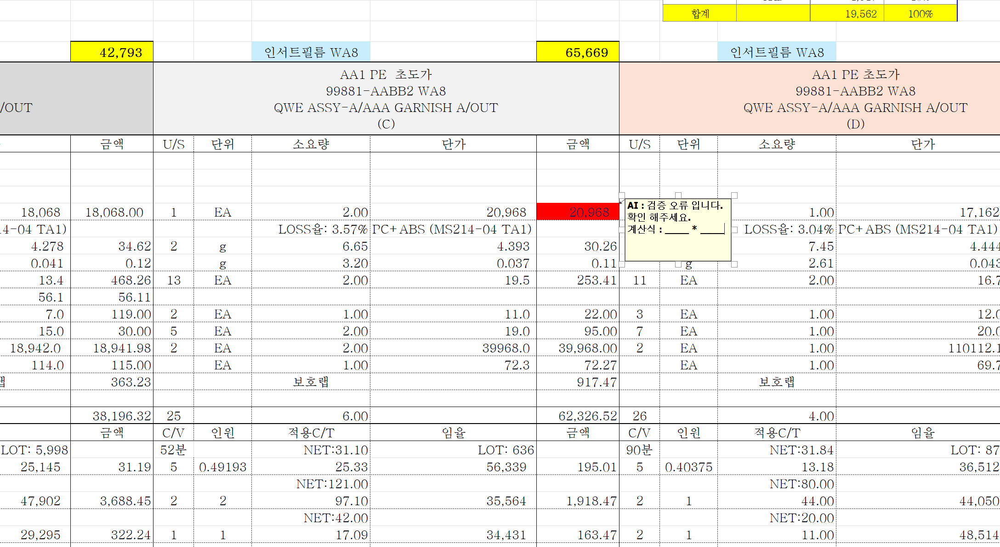 합계 19,562 100%
42,793 인서트필름 WA8 65,669 인서트필름 WA8
AA1 PE 초도가 AA1 PE 초도가
99881-AABB2 WA8 99881-AABB2 WA8
/OUT QWE ASSY-A/AAA GARNISH A/OUT QWE ASSY-A/AAA GARNISH A/OUT
(C) (D)
금액 U/S 단위 소요량 단가 금액 U/S 단위 소요량 단가
18,068 18,068.00 1 EA 2.00 20,968 20,968 1.00 17,162
AI : 검증 오류 입니다.
확인 해주세요.
계산식 : _____ * _____
14-04 TA1) LOSS율: 3.57% PC+ABS (MS214-04 TA1) LOSS율: 3.04% PC+ABS (MS214-04 TA1)
4.278 34.62 2 g 6.65 4.393 30.26 7.45 4.444
0.041 0.12 g 3.20 0.037 0.11 g 2.61 0.043
13.4 468.26 13 EA 2.00 19.5 253.41 11 EA 2.00 16.7
56.1 56.11
7.0 119.00 2 EA 1.00 11.0 22.00 3 EA 1.00 12.0
15.0 30.00 5 EA 2.00 19.0 95.00 7 EA 1.00 20.0
18,942.0 18,941.98 2 EA 2.00 39968.0 39,968.00 2 EA 1.00 110112.1
114.0 115.00 EA 1.00 72.3 72.27 EA 1.00 69.7
랩 363.23 보호랩 917.47 보호랩
38,196.32 25 6.00 62,326.52 26 4.00
금액 C/V 인원 적용C/T 임율 금액 C/V 인원 적용C/T 임율
LOT: 5,998 52분 NET:31.10 LOT: 636 90분 NET:31.84 LOT: 87
25,145 31.19 5 0.49193 25.33 56,339 195.01 5 0.40375 13.18 36,512
NET:121.00 NET:80.00
47,902 3,688.45 2 2 97.10 35,564 1,918.47 2 1 44.00 44,050
NET:42.00 NET:20.00
29,295 322.24 1 1 17.09 34,431 163.47 2 1 11.00 48,514